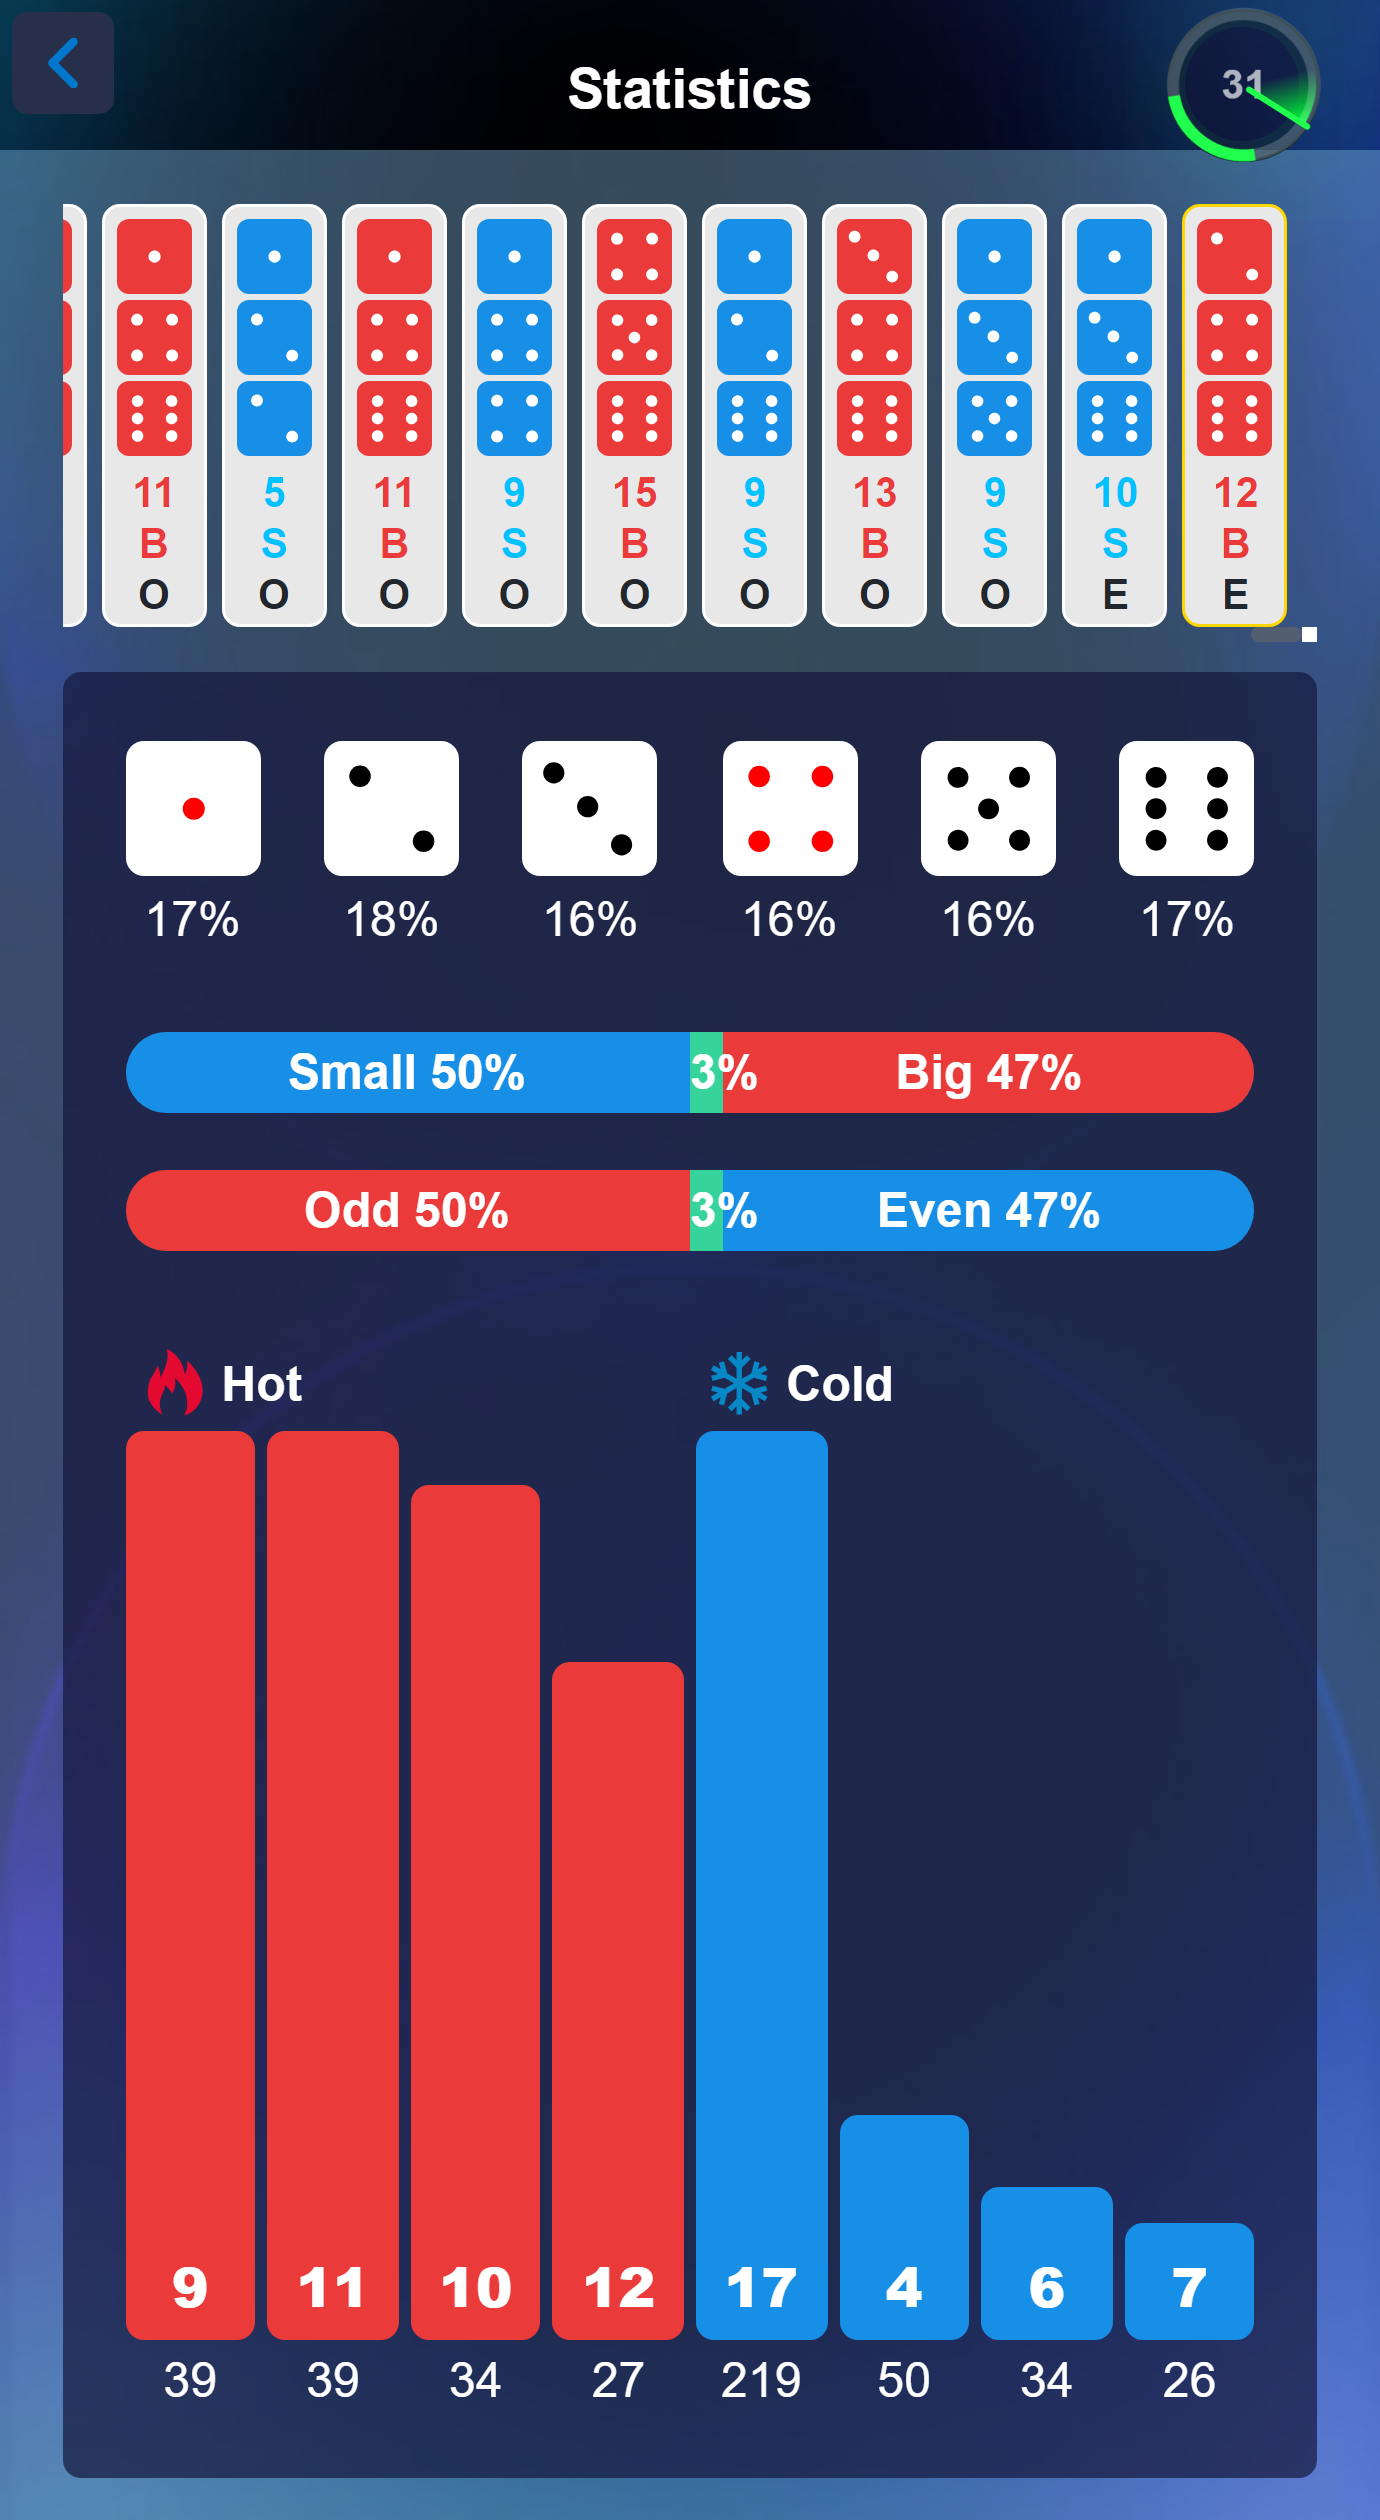 Statistics
31
11 5 11 9 15 9 13 9 10 12
B S B S B S B S S B
O O O O O O O O E E
17% 18% 16% 16% 16% 17%
Small 50% 3% Big 47%
Odd 50% 3% Even 47%
Hot Cold
9 11 10 12 17 4 6 7
39 39 34 27 219 50 34 26